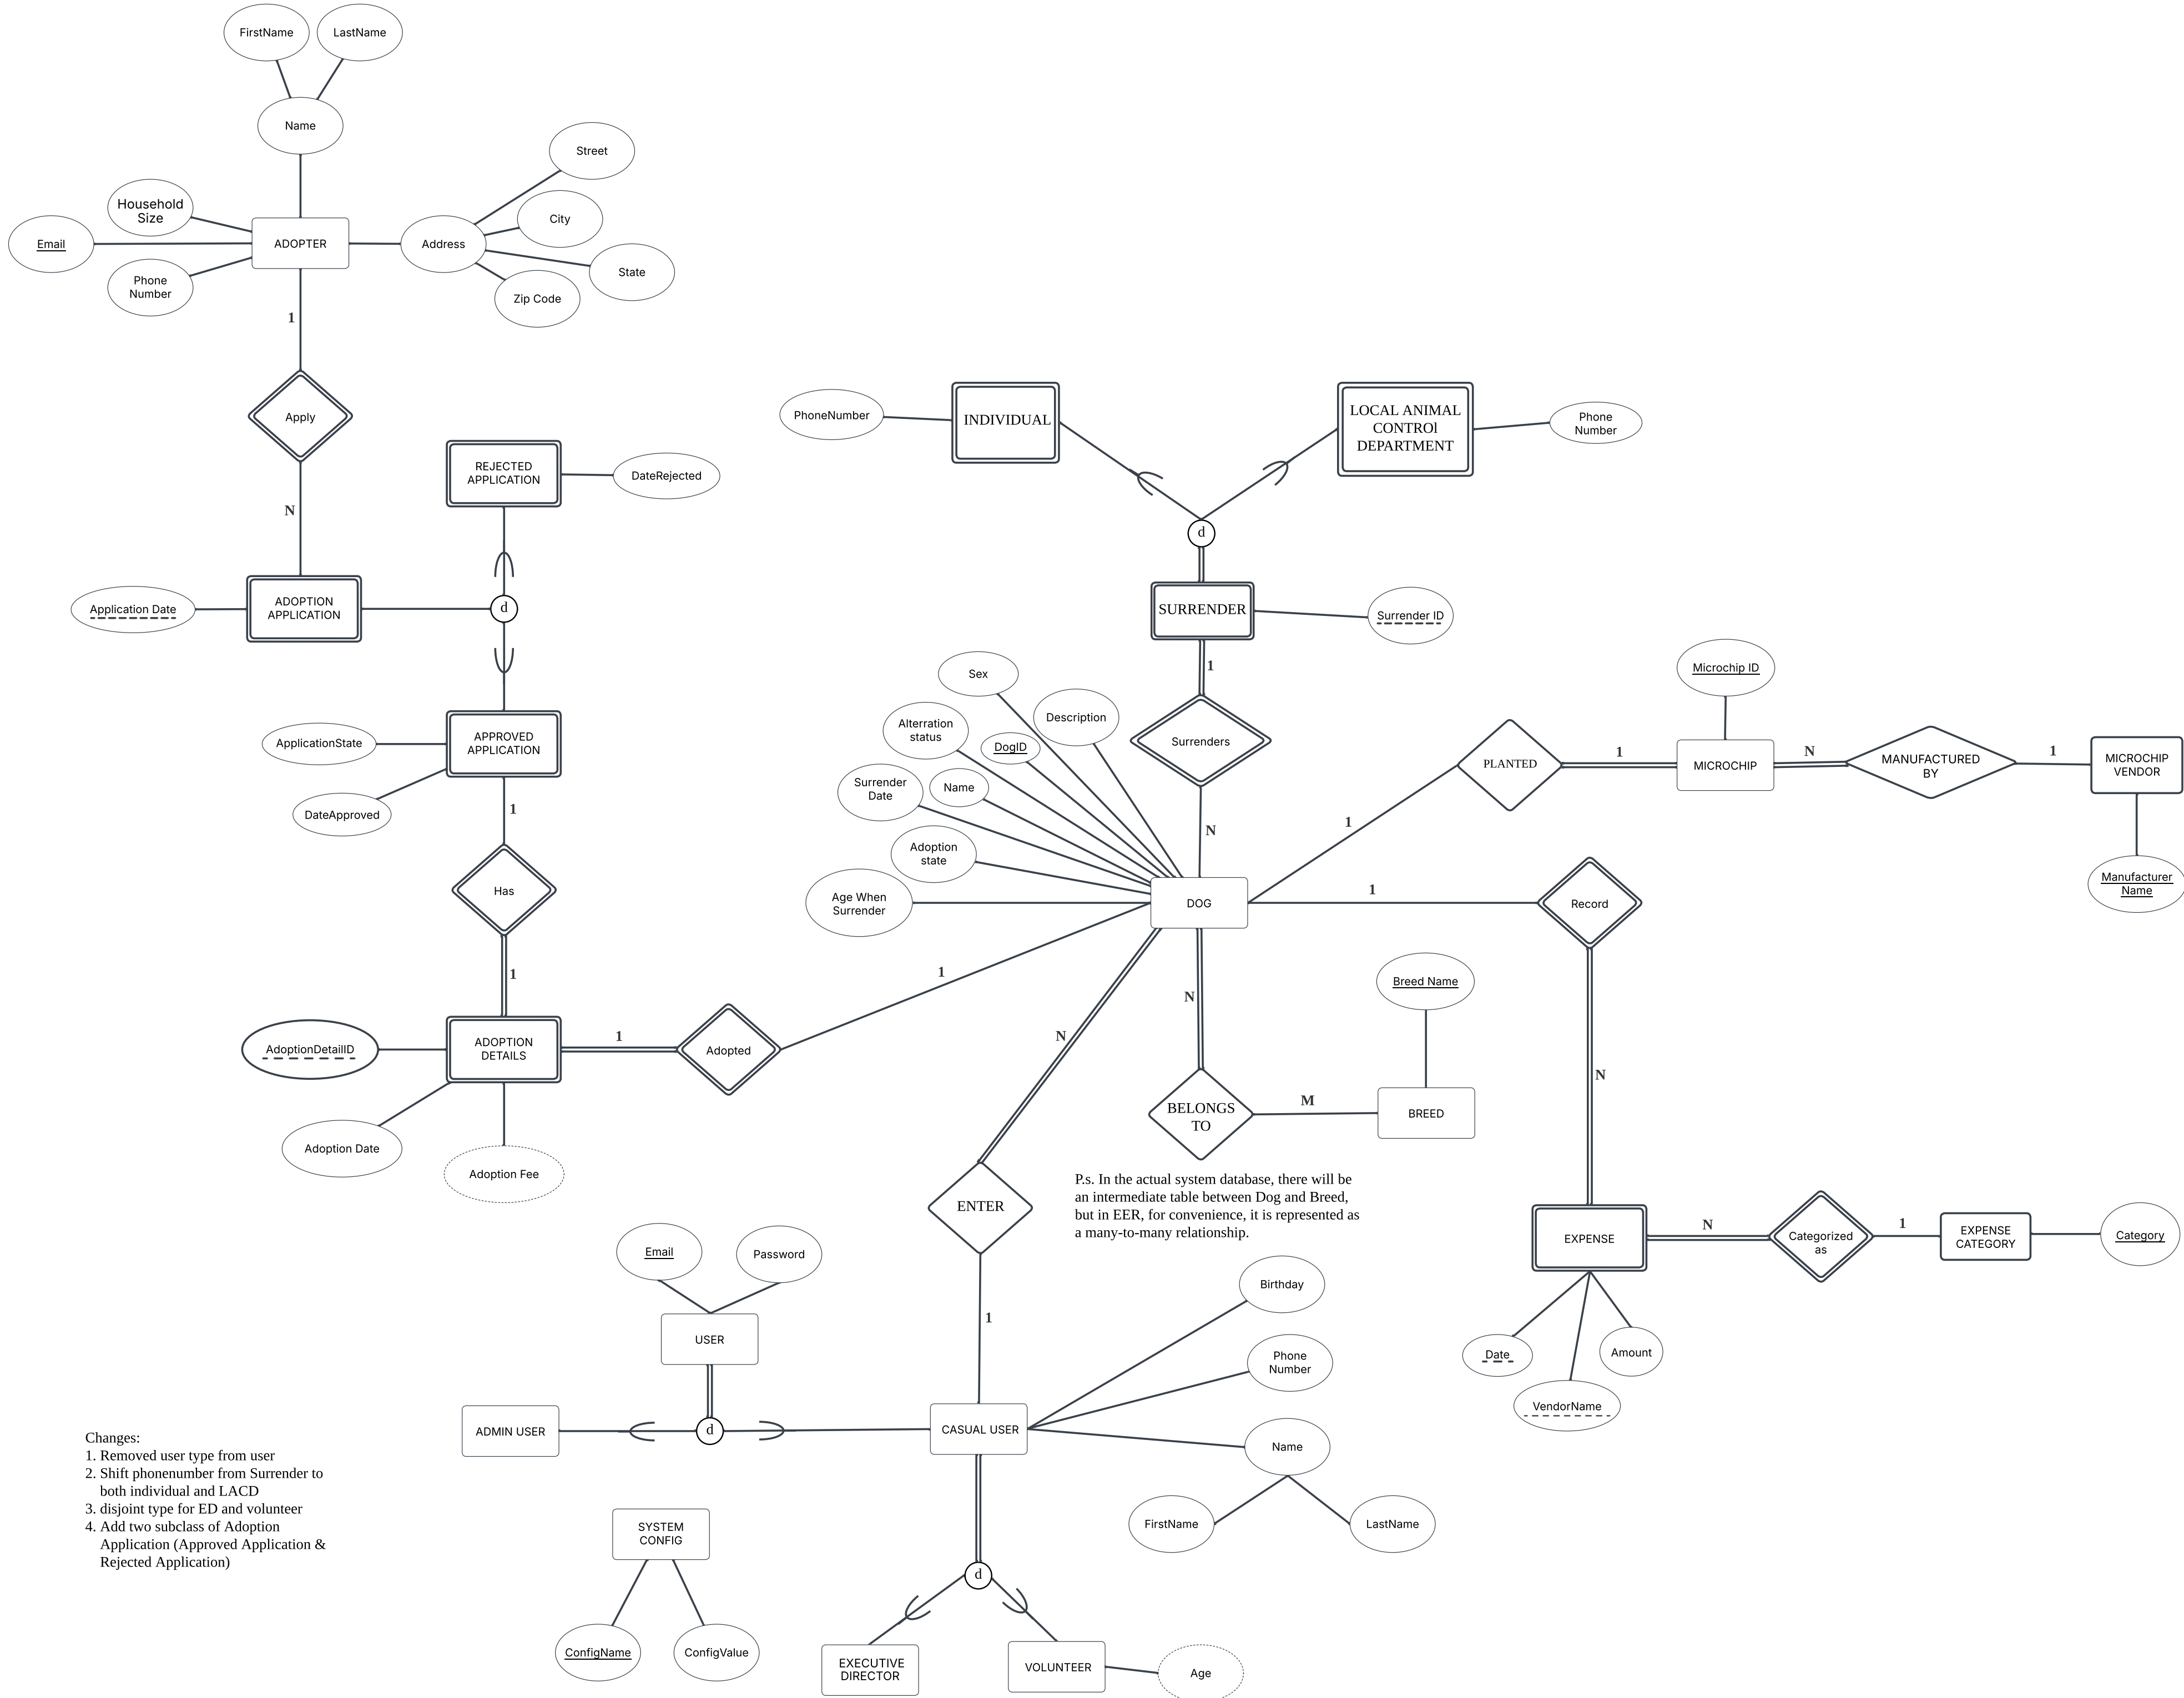 FirstName
LastName
Name
Street
City
State
Zip Code
Address
Household
Size
Email
Phone
Number
ADOPTER
1
Apply
N
Application Date
ADOPTION
APPLICATION
REJECTED
APPLICATION
DateRejected
d
APPROVED
APPLICATION
ApplicationState
DateApproved
1
Has
1
ADOPTION
DETAILS
AdoptionDetailID
Adoption Date
Adoption Fee
1
Adopted
1
PhoneNumber
INDIVIDUAL
LOCAL ANIMAL
CONTROl
DEPARTMENT
Phone
Number
d
SURRENDER
Surrender ID
1
Surrenders
N
Sex
Description
Alterration
status
DogID
Surrender
Date
Name
Adoption
state
Age When
Surrender
DOG
1
PLANTED
1
Microchip ID
MICROCHIP
N
MANUFACTURED
BY
1
MICROCHIP
VENDOR
Manufacturer
Name
1
Record
N
N
N
BELONGS
TO
M
Breed Name
BREED
ENTER
1
P.s. In the actual system database, there will be
an intermediate table between Dog and Breed,
but in EER, for convenience, it is represented as
a many-to-many relationship.
EXPENSE
N
Categorized
as
1
EXPENSE
CATEGORY
Category
Date
VendorName
Amount
Email
Password
USER
ADMIN USER
d
CASUAL USER
Birthday
Phone
Number
Name
FirstName
LastName
d
EXECUTIVE
DIRECTOR
VOLUNTEER
Age
SYSTEM
CONFIG
ConfigName
ConfigValue
Changes:
1. Removed user type from user
2. Shift phonenumber from Surrender to
both individual and LACD
3. disjoint type for ED and volunteer
4. Add two subclass of Adoption
Application (Approved Application &
Rejected Application)